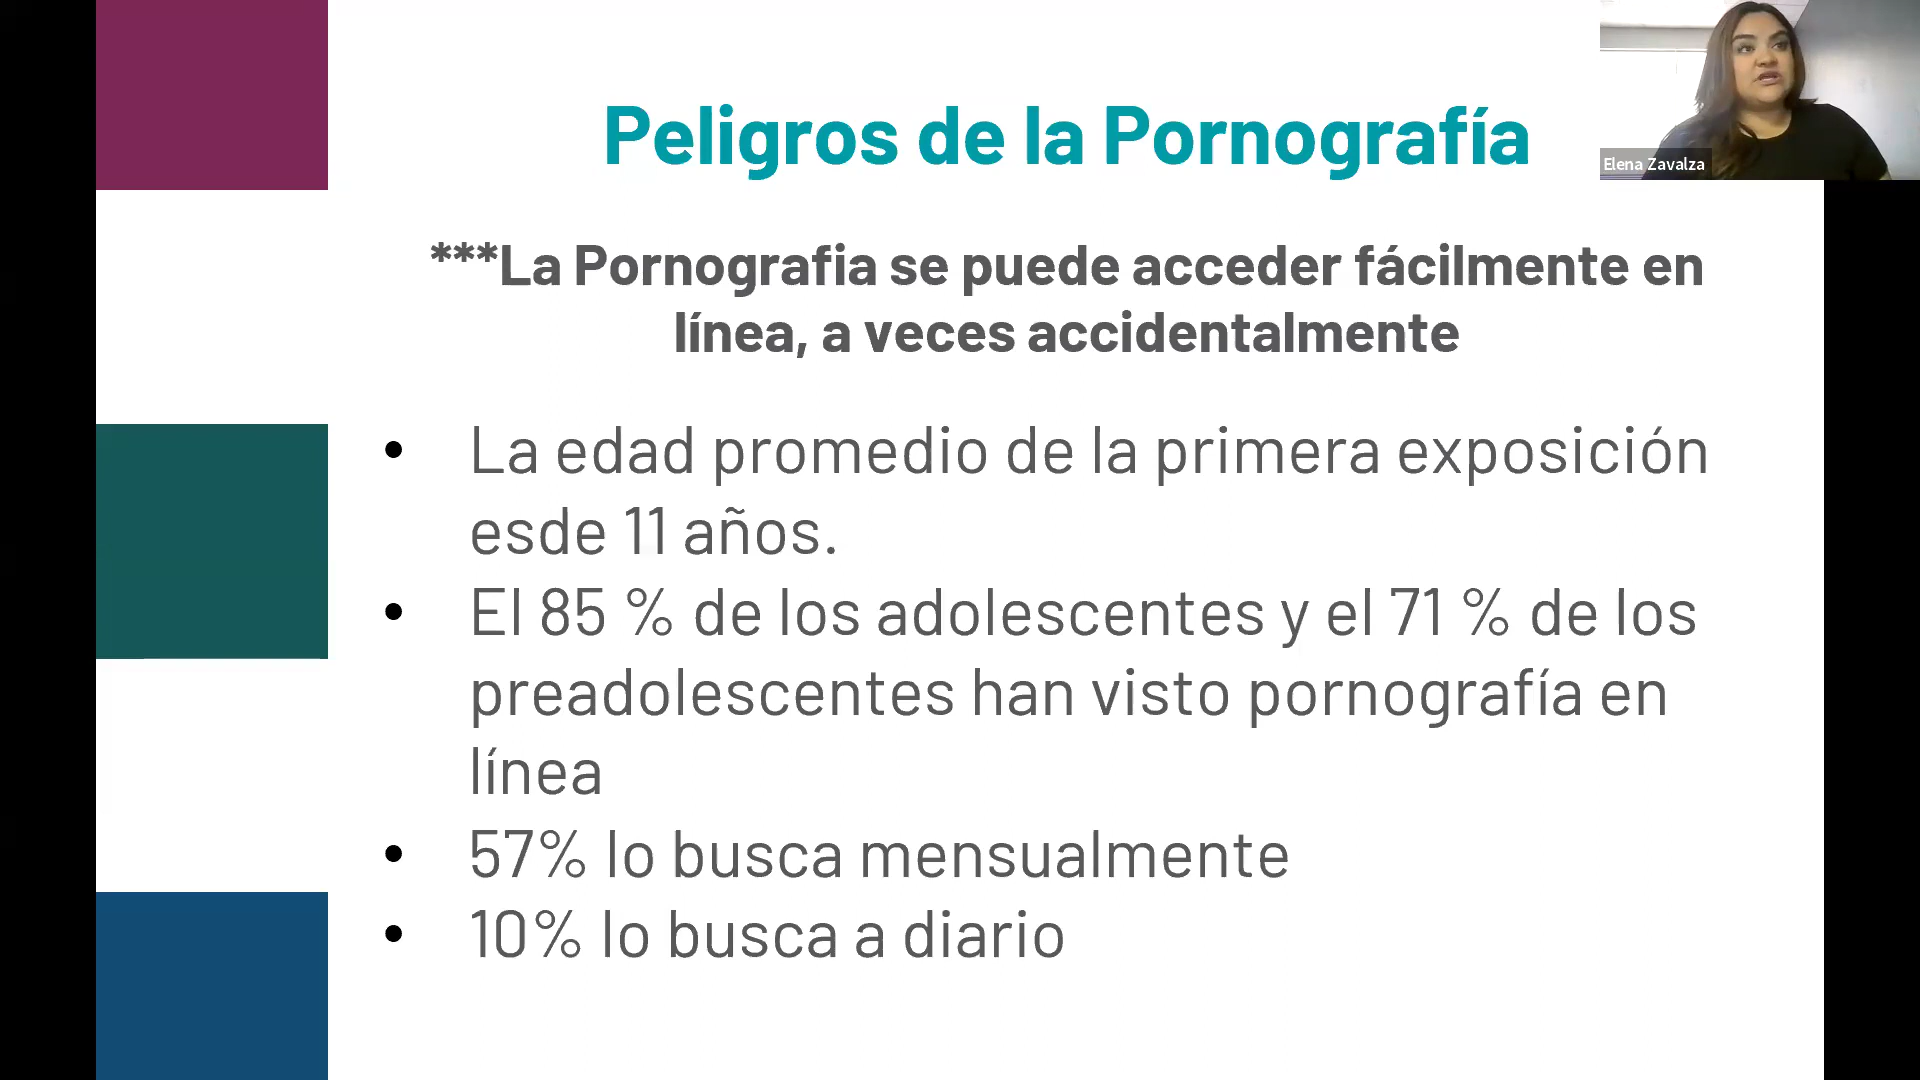 Peligros de la Pornografía
Elena Zavalza
***La Pornografia se puede acceder fácilmente en
línea, a veces accidentalmente
• La edad promedio de la primera exposición
esde 11 años.
• El 85 % de los adolescentes y el 71 % de los
preadolescentes han visto pornografía en
línea
• 57% lo busca mensualmente
• 10% lo busca a diario